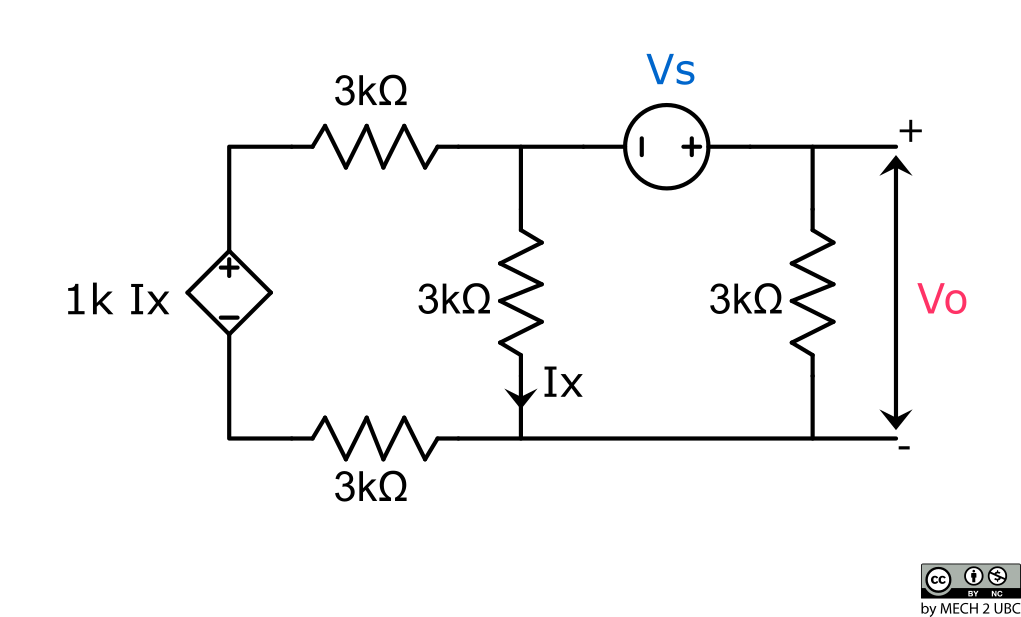 Vs
3kΩ
+
− +
+
1k Ix
−
3kΩ
3kΩ
Vo
Ix
-
3kΩ
cc
BY NC
by MECH 2 UBC